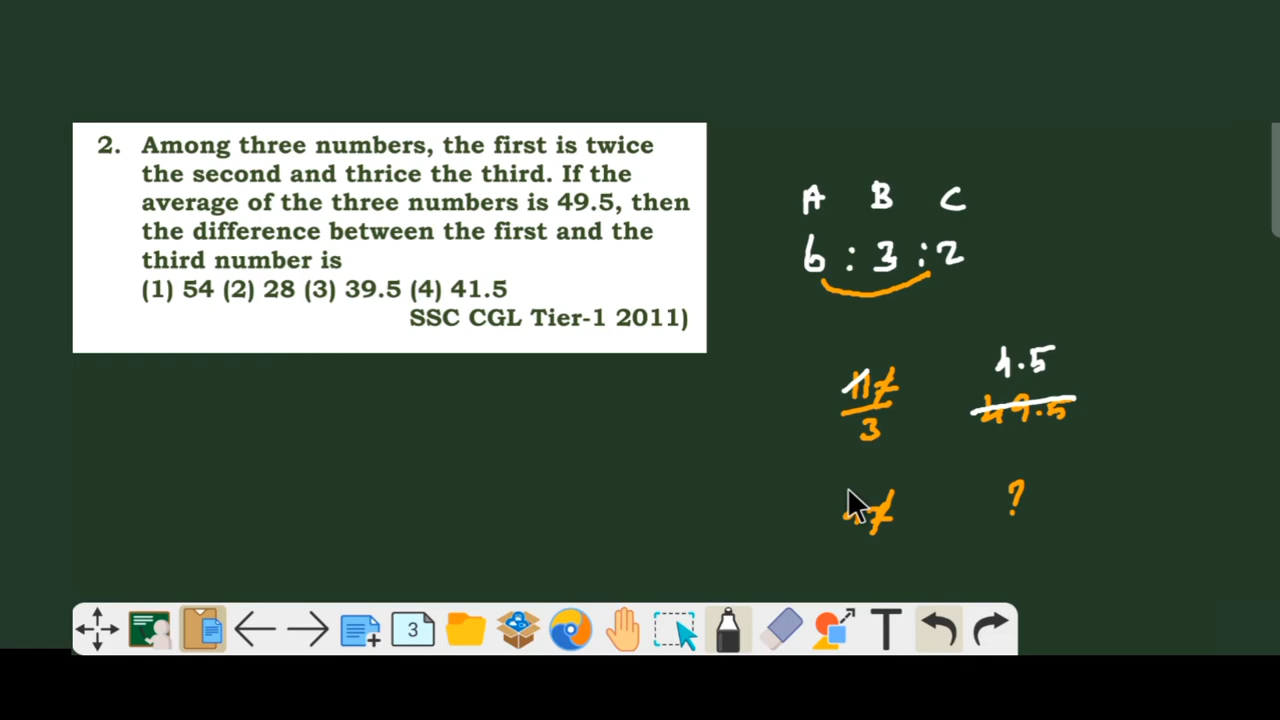 2. Among three numbers, the first is twice
the second and thrice the third. If the
average of the three numbers is 49.5, then
the difference between the first and the
third number is
(1) 54 (2) 28 (3) 39.5 (4) 41.5
SSC CGL Tier-1 2011)
A B C
6 : 3 : 2
4.5
11x 49.5
3
?
3
T